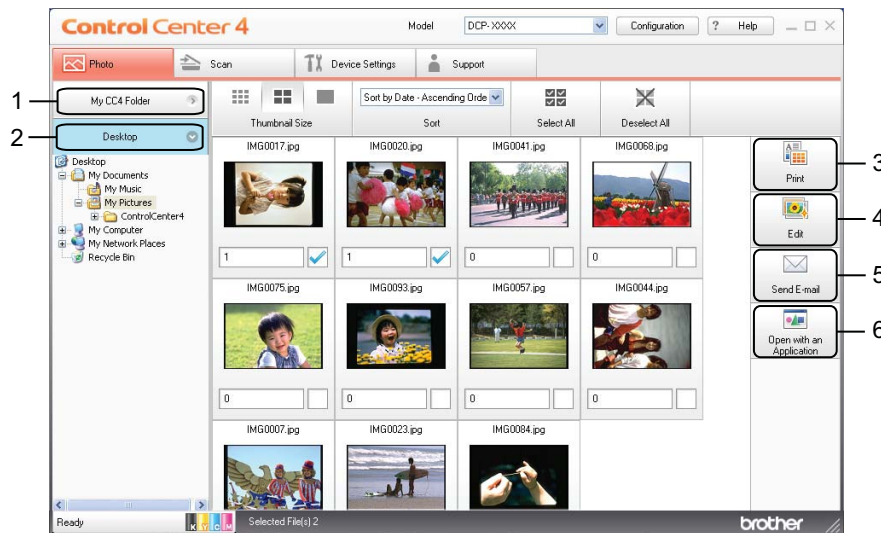 Control Center 4
Model
DCP-XXXX
Configuration
? Help
Photo
Scan
Device Settings
Support
1
My CC4 Folder
2
Desktop
Thumbnail Size
Sort by Date - Ascending Orde
Sort
Select All
Deselect All
Desktop
My Documents
My Music
My Pictures
ControlCenter4
My Computer
My Network Places
Recycle Bin
IMG0017.jpg
IMG0020.jpg
IMG0041.jpg
IMG0068.jpg
1
1
0
0
IMG0075.jpg
IMG0093.jpg
IMG0057.jpg
IMG0044.jpg
0
0
0
0
IMG0007.jpg
IMG0023.jpg
IMG0084.jpg
Print
3
Edit
4
Send E-mail
5
Open with an
Application
6
Ready
K Y C M
Selected File(s) 2
brother